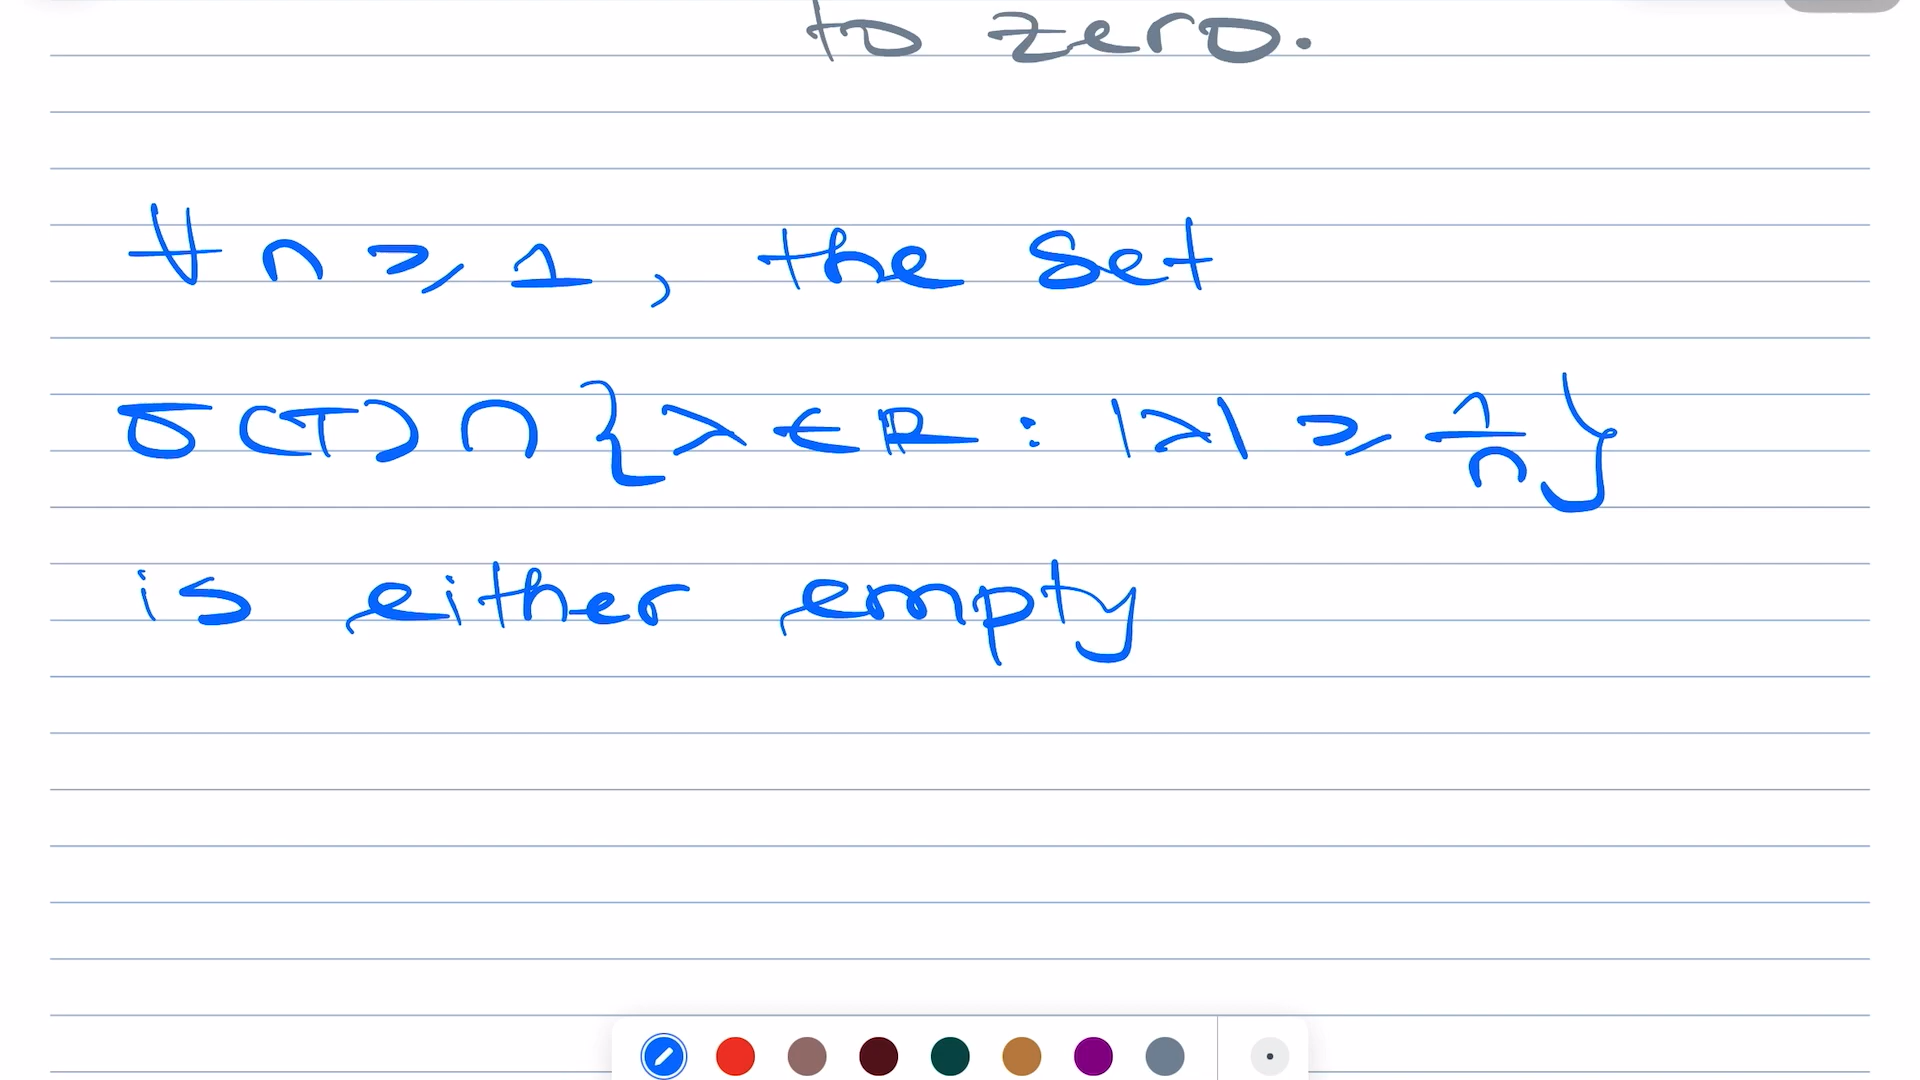 to zero.
∀ n ≥ 1, the set
σ(T) ∩ {λ ∈ ℝ : |λ| ≥ 1/n}
is either empty